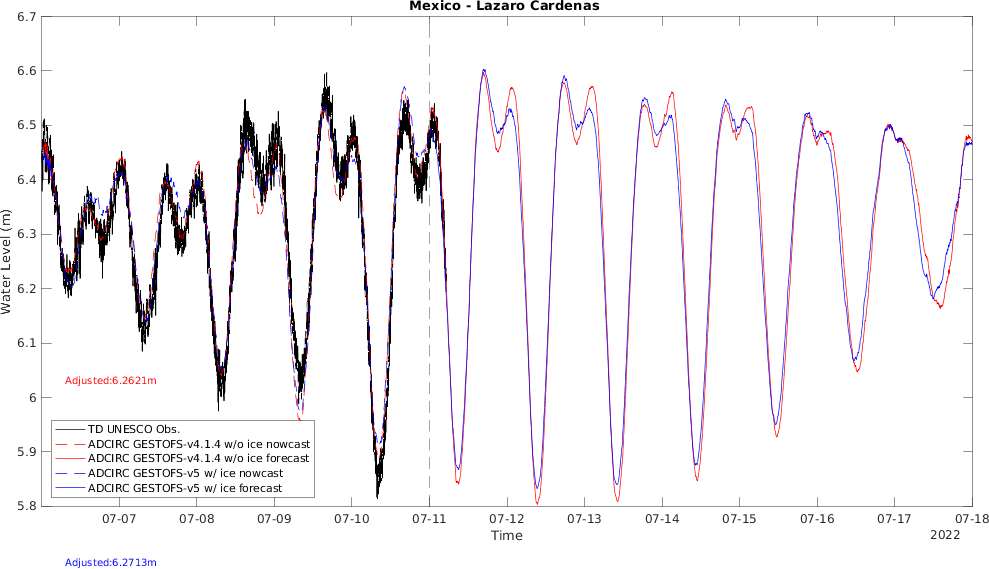 Mexico - Lazaro Cardenas
6.7
6.6
6.5
6.4
6.3
6.2
6.1
6
5.9
5.8
Water Level (m)
Adjusted:6.2621m
TD UNESCO Obs.
ADCIRC GESTOFS-v4.1.4 w/o ice nowcast
ADCIRC GESTOFS-v4.1.4 w/o ice forecast
ADCIRC GESTOFS-v5 w/ ice nowcast
ADCIRC GESTOFS-v5 w/ ice forecast
07-07 07-08 07-09 07-10 07-11 07-12 07-13 07-14 07-15 07-16 07-17 07-18
Time
2022
Adjusted:6.2713m